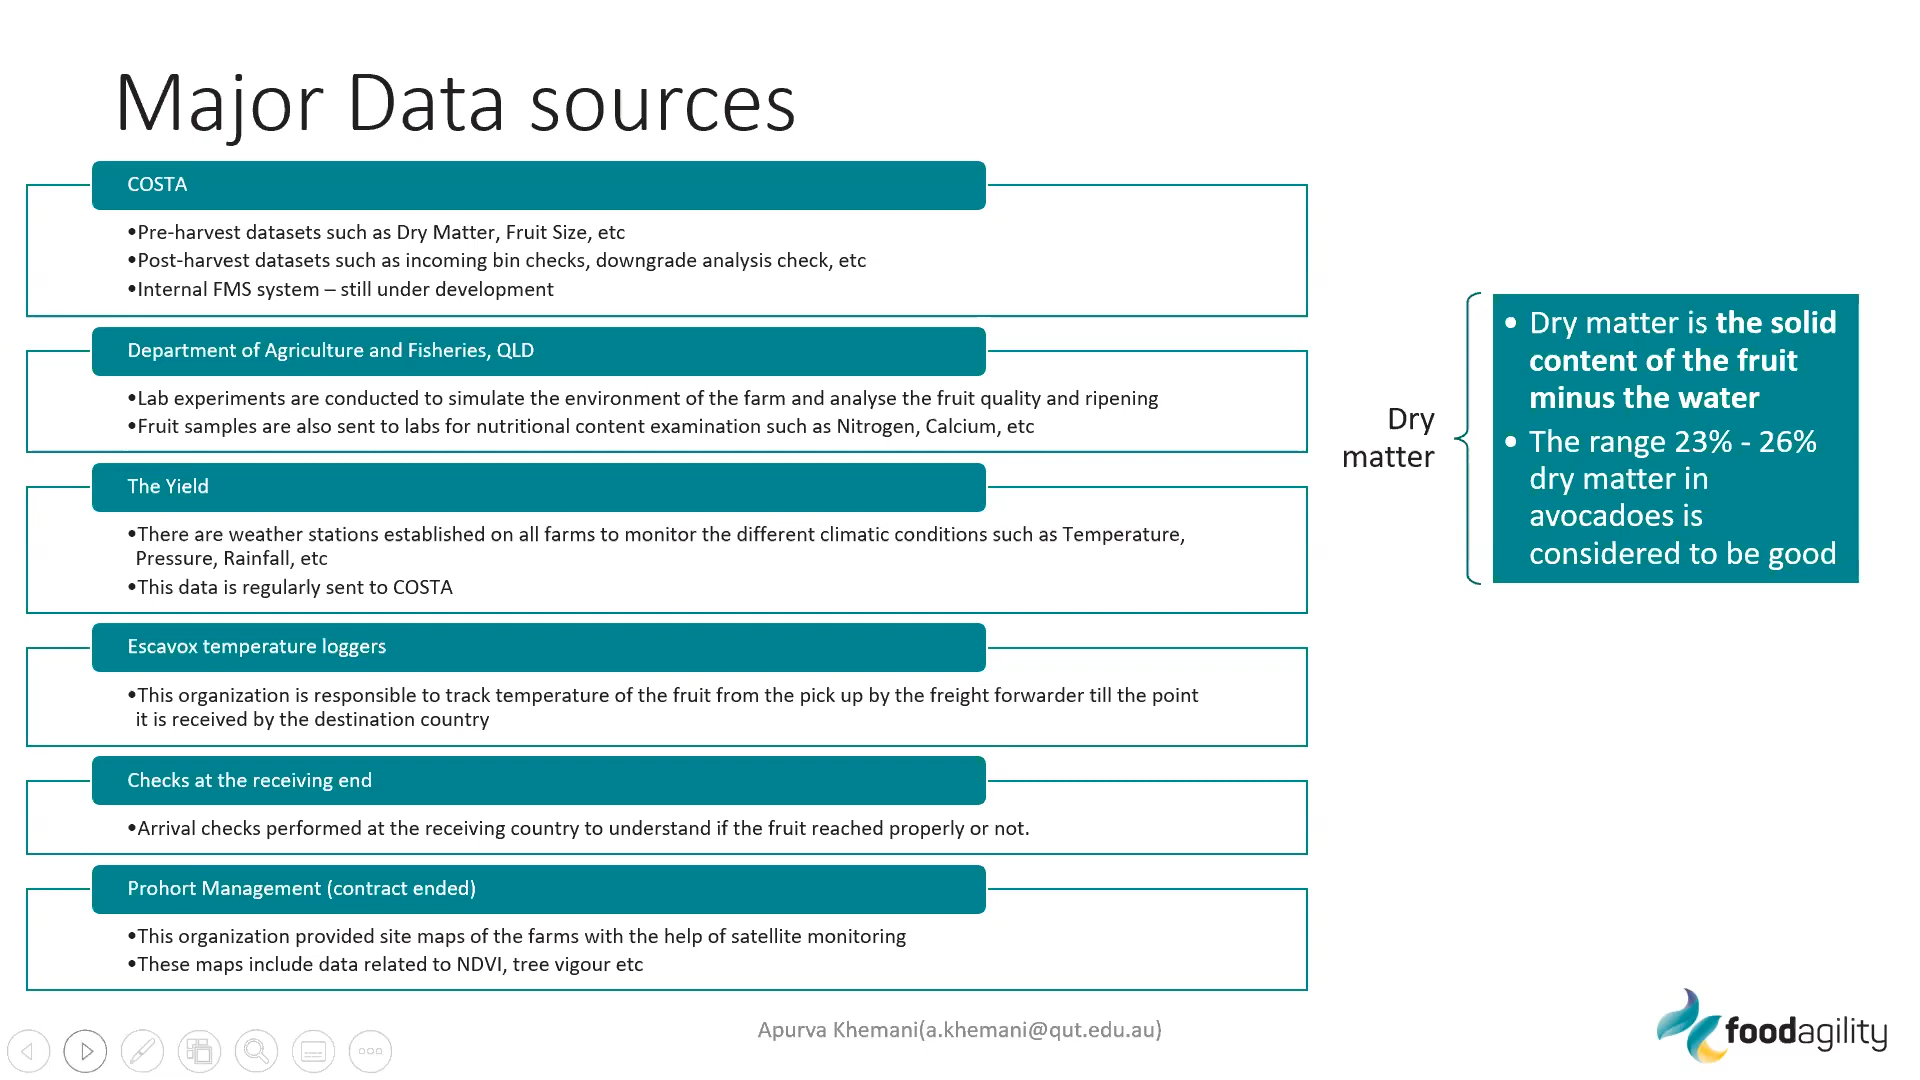 Major Data sources
COSTA
•Pre-harvest datasets such as Dry Matter, Fruit Size, etc
•Post-harvest datasets such as incoming bin checks, downgrade analysis check, etc
•Internal FMS system – still under development
Department of Agriculture and Fisheries, QLD
•Lab experiments are conducted to simulate the environment of the farm and analyse the fruit quality and ripening
•Fruit samples are also sent to labs for nutritional content examination such as Nitrogen, Calcium, etc
The Yield
•There are weather stations established on all farms to monitor the different climatic conditions such as Temperature,
Pressure, Rainfall, etc
•This data is regularly sent to COSTA
Escavox temperature loggers
•This organization is responsible to track temperature of the fruit from the pick up by the freight forwarder till the point
it is received by the destination country
Checks at the receiving end
•Arrival checks performed at the receiving country to understand if the fruit reached properly or not.
Prohort Management (contract ended)
•This organization provided site maps of the farms with the help of satellite monitoring
•These maps include data related to NDVI, tree vigour etc
Dry
matter
• Dry matter is the solid
content of the fruit
minus the water
• The range 23% - 26%
dry matter in
avocadoes is
considered to be good
Apurva Khemani(a.khemani@qut.edu.au)
foodagility